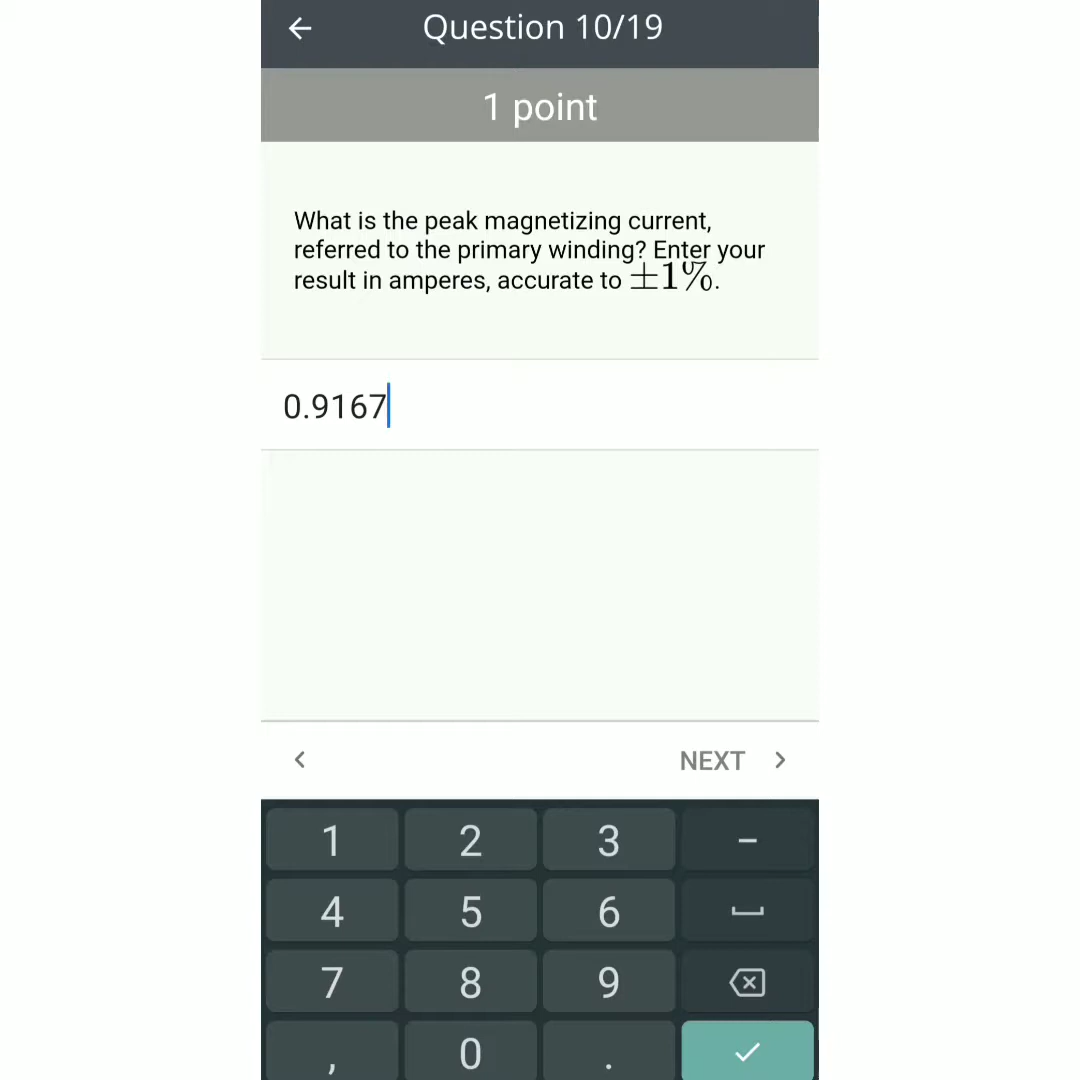 Question 10/19
1 point
What is the peak magnetizing current,
referred to the primary winding? Enter your
result in amperes, accurate to ±1%.
0.9167
NEXT
1 2 3 –
4 5 6
7 8 9
, 0 .